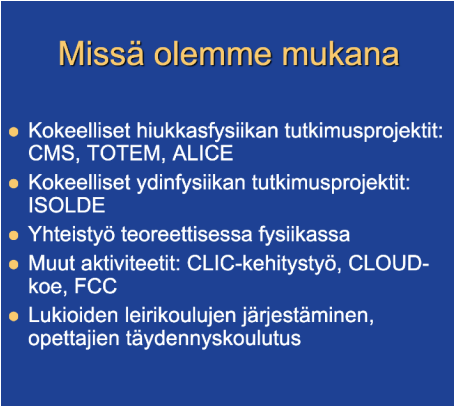 Missä olemme mukana
Kokeelliset hiukkasfysiikan tutkimusprojektit:
CMS, TOTEM, ALICE
Kokeelliset ydinfysiikan tutkimusprojektit:
ISOLDE
Yhteistyö teoreettisessa fysiikassa
Muut aktiviteetit: CLIC-kehitystyö, CLOUD-
koe, FCC
Lukioiden leirikoulujen järjestäminen,
opettajien täydennyskoulutus